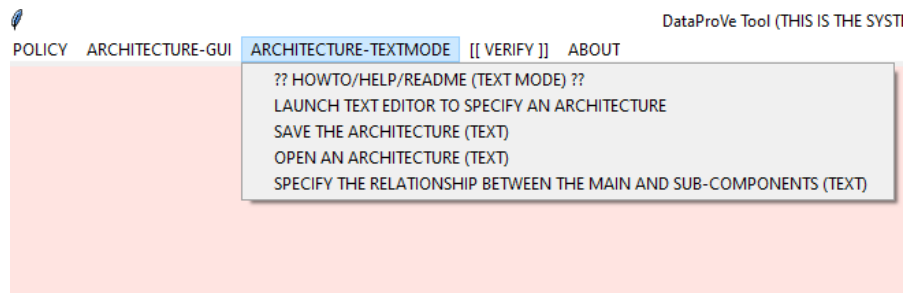 DataProVe Tool (THIS IS THE SYSTE
POLICY ARCHITECTURE-GUI ARCHITECTURE-TEXTMODE [[ VERIFY ]] ABOUT
?? HOWTO/HELP/README (TEXT MODE) ??
LAUNCH TEXT EDITOR TO SPECIFY AN ARCHITECTURE
SAVE THE ARCHITECTURE (TEXT)
OPEN AN ARCHITECTURE (TEXT)
SPECIFY THE RELATIONSHIP BETWEEN THE MAIN AND SUB-COMPONENTS (TEXT)